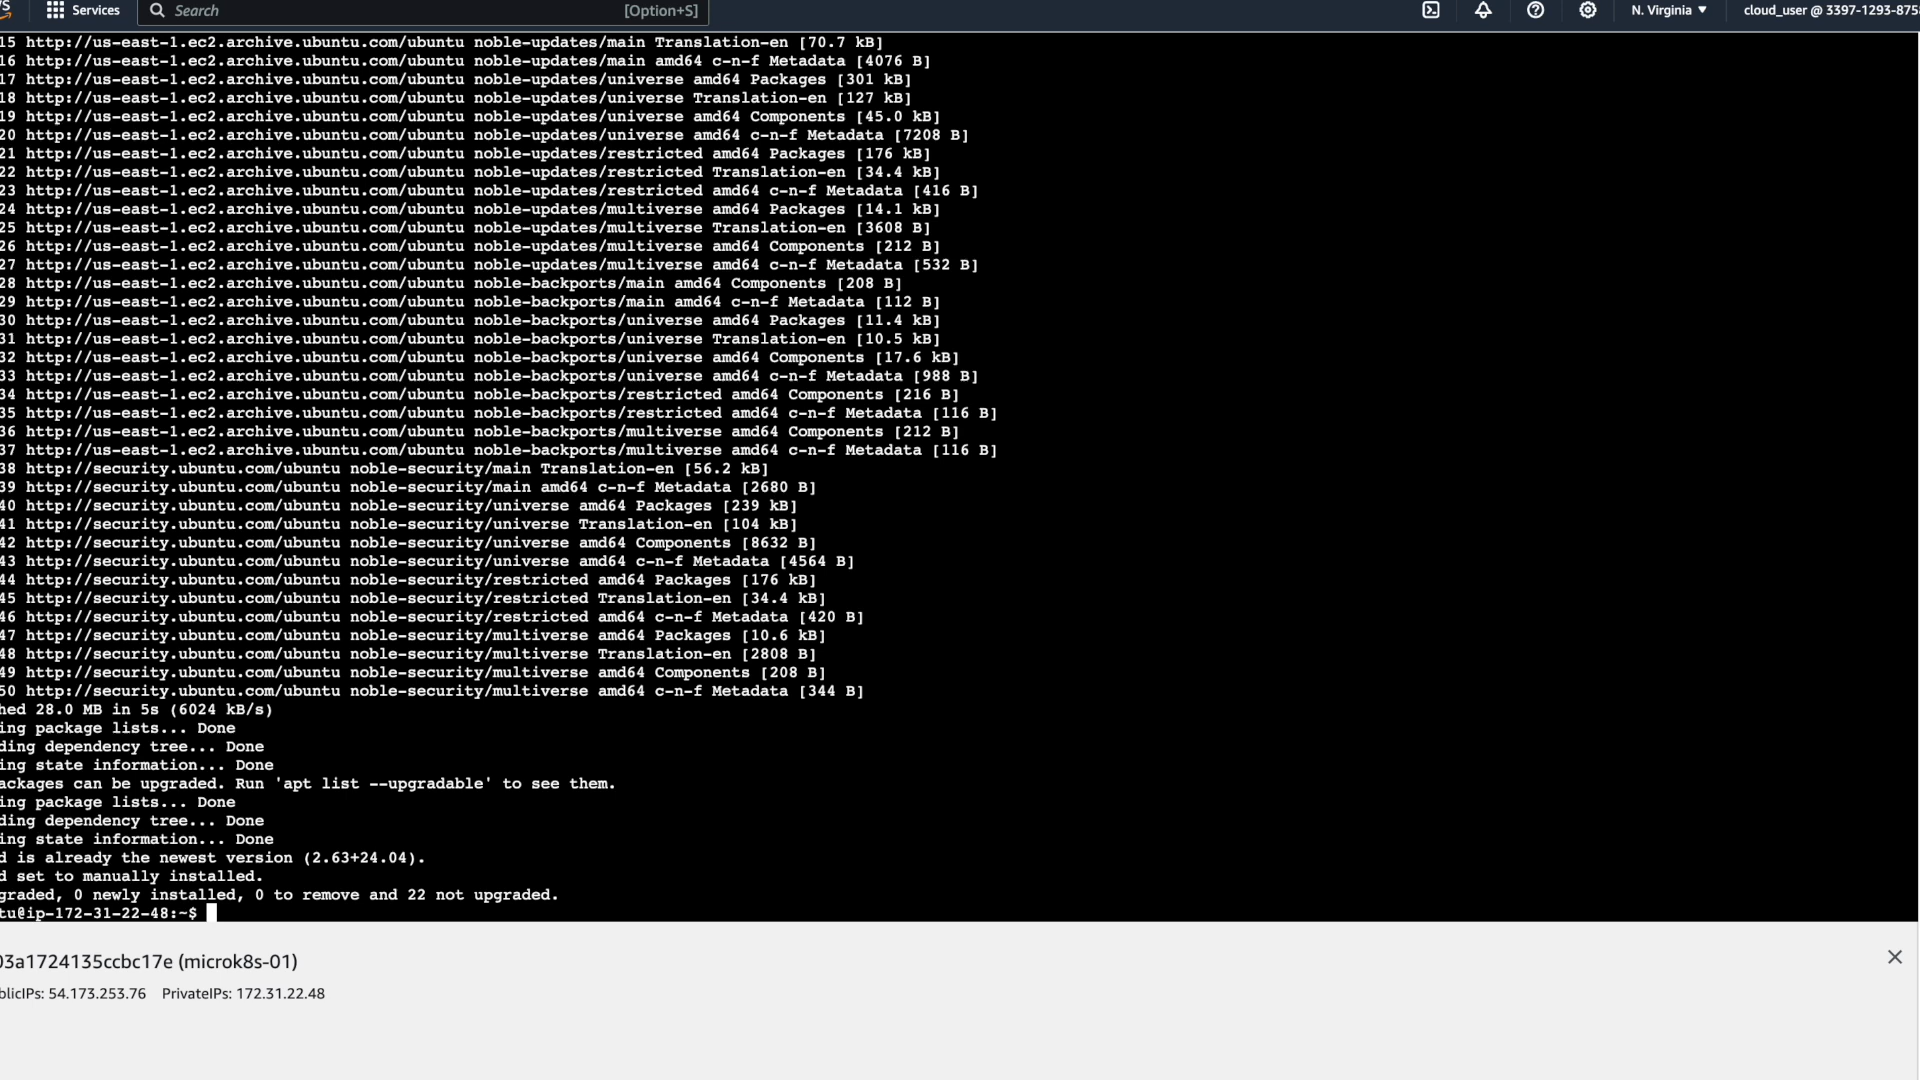 Services Search [Option+S] N. Virginia ▼ cloud_user @ 3397-1293-875
15 http://us-east-1.ec2.archive.ubuntu.com/ubuntu noble-updates/main Translation-en [70.7 kB]
16 http://us-east-1.ec2.archive.ubuntu.com/ubuntu noble-updates/main amd64 c-n-f Metadata [4076 B]
17 http://us-east-1.ec2.archive.ubuntu.com/ubuntu noble-updates/universe amd64 Packages [301 kB]
18 http://us-east-1.ec2.archive.ubuntu.com/ubuntu noble-updates/universe Translation-en [127 kB]
19 http://us-east-1.ec2.archive.ubuntu.com/ubuntu noble-updates/universe amd64 Components [45.0 kB]
20 http://us-east-1.ec2.archive.ubuntu.com/ubuntu noble-updates/universe amd64 c-n-f Metadata [7208 B]
21 http://us-east-1.ec2.archive.ubuntu.com/ubuntu noble-updates/restricted amd64 Packages [176 kB]
22 http://us-east-1.ec2.archive.ubuntu.com/ubuntu noble-updates/restricted Translation-en [34.4 kB]
23 http://us-east-1.ec2.archive.ubuntu.com/ubuntu noble-updates/restricted amd64 c-n-f Metadata [416 B]
24 http://us-east-1.ec2.archive.ubuntu.com/ubuntu noble-updates/multiverse amd64 Packages [14.1 kB]
25 http://us-east-1.ec2.archive.ubuntu.com/ubuntu noble-updates/multiverse Translation-en [3608 B]
26 http://us-east-1.ec2.archive.ubuntu.com/ubuntu noble-updates/multiverse amd64 Components [212 B]
27 http://us-east-1.ec2.archive.ubuntu.com/ubuntu noble-updates/multiverse amd64 c-n-f Metadata [532 B]
28 http://us-east-1.ec2.archive.ubuntu.com/ubuntu noble-backports/main amd64 Components [208 B]
29 http://us-east-1.ec2.archive.ubuntu.com/ubuntu noble-backports/main amd64 c-n-f Metadata [112 B]
30 http://us-east-1.ec2.archive.ubuntu.com/ubuntu noble-backports/universe amd64 Packages [11.4 kB]
31 http://us-east-1.ec2.archive.ubuntu.com/ubuntu noble-backports/universe Translation-en [10.5 kB]
32 http://us-east-1.ec2.archive.ubuntu.com/ubuntu noble-backports/universe amd64 Components [17.6 kB]
33 http://us-east-1.ec2.archive.ubuntu.com/ubuntu noble-backports/universe amd64 c-n-f Metadata [988 B]
34 http://us-east-1.ec2.archive.ubuntu.com/ubuntu noble-backports/restricted amd64 Components [216 B]
35 http://us-east-1.ec2.archive.ubuntu.com/ubuntu noble-backports/restricted amd64 c-n-f Metadata [116 B]
36 http://us-east-1.ec2.archive.ubuntu.com/ubuntu noble-backports/multiverse amd64 Components [212 B]
37 http://us-east-1.ec2.archive.ubuntu.com/ubuntu noble-backports/multiverse amd64 c-n-f Metadata [116 B]
38 http://security.ubuntu.com/ubuntu noble-security/main Translation-en [56.2 kB]
39 http://security.ubuntu.com/ubuntu noble-security/main amd64 c-n-f Metadata [2680 B]
40 http://security.ubuntu.com/ubuntu noble-security/universe amd64 Packages [239 kB]
41 http://security.ubuntu.com/ubuntu noble-security/universe Translation-en [104 kB]
42 http://security.ubuntu.com/ubuntu noble-security/universe amd64 Components [8632 B]
43 http://security.ubuntu.com/ubuntu noble-security/universe amd64 c-n-f Metadata [4564 B]
44 http://security.ubuntu.com/ubuntu noble-security/restricted amd64 Packages [176 kB]
45 http://security.ubuntu.com/ubuntu noble-security/restricted Translation-en [34.4 kB]
46 http://security.ubuntu.com/ubuntu noble-security/restricted amd64 c-n-f Metadata [420 B]
47 http://security.ubuntu.com/ubuntu noble-security/multiverse amd64 Packages [10.6 kB]
48 http://security.ubuntu.com/ubuntu noble-security/multiverse Translation-en [2808 B]
49 http://security.ubuntu.com/ubuntu noble-security/multiverse amd64 Components [208 B]
50 http://security.ubuntu.com/ubuntu noble-security/multiverse amd64 c-n-f Metadata [344 B]
hed 28.0 MB in 5s (6024 kB/s)
ing package lists... Done
ding dependency tree... Done
ing state information... Done
ackages can be upgraded. Run 'apt list --upgradable' to see them.
ing package lists... Done
ding dependency tree... Done
ing state information... Done
d is already the newest version (2.63+24.04).
d set to manually installed.
graded, 0 newly installed, 0 to remove and 22 not upgraded.
tu@ip-172-31-22-48:~$
03a1724135ccbc17e (microk8s-01)
blicIPs: 54.173.253.76 PrivateIPs: 172.31.22.48